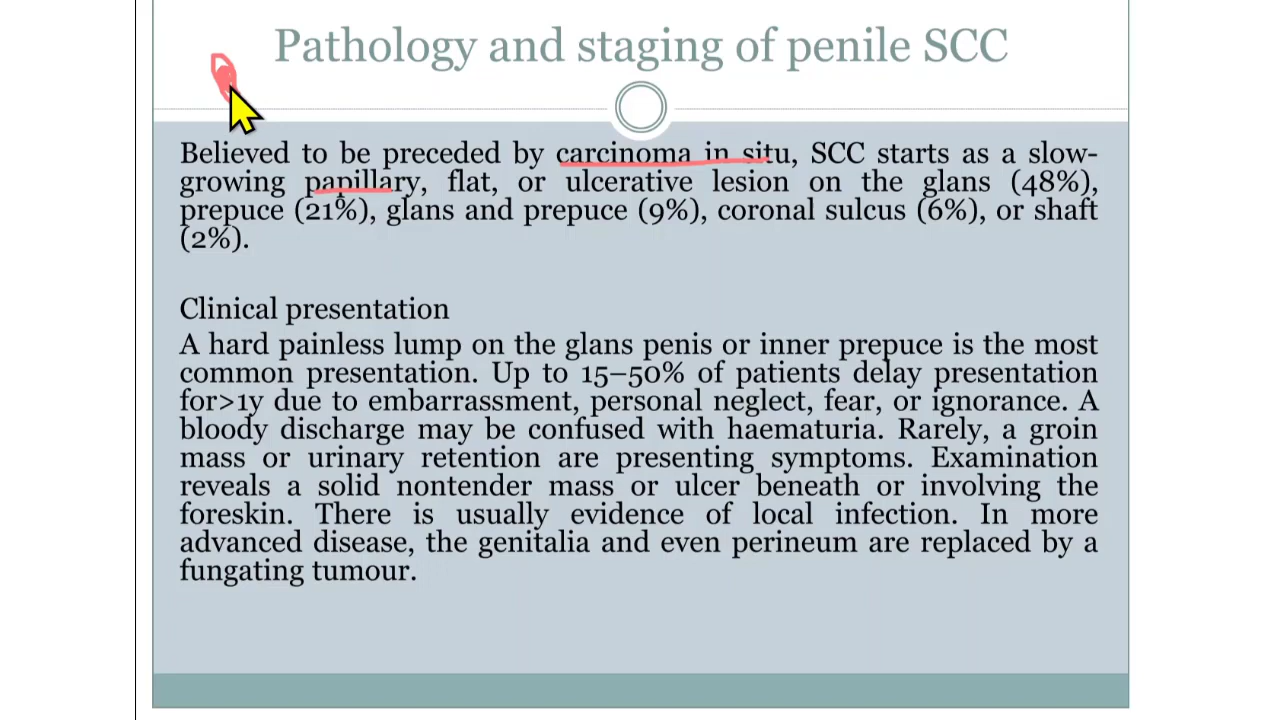 Pathology and staging of penile SCC
Believed to be preceded by carcinoma in situ, SCC starts as a slow-
growing papillary, flat, or ulcerative lesion on the glans (48%),
prepuce (21%), glans and prepuce (9%), coronal sulcus (6%), or shaft
(2%).
Clinical presentation
A hard painless lump on the glans penis or inner prepuce is the most
common presentation. Up to 15–50% of patients delay presentation
for>1y due to embarrassment, personal neglect, fear, or ignorance. A
bloody discharge may be confused with haematuria. Rarely, a groin
mass or urinary retention are presenting symptoms. Examination
reveals a solid nontender mass or ulcer beneath or involving the
foreskin. There is usually evidence of local infection. In more
advanced disease, the genitalia and even perineum are replaced by a
fungating tumour.